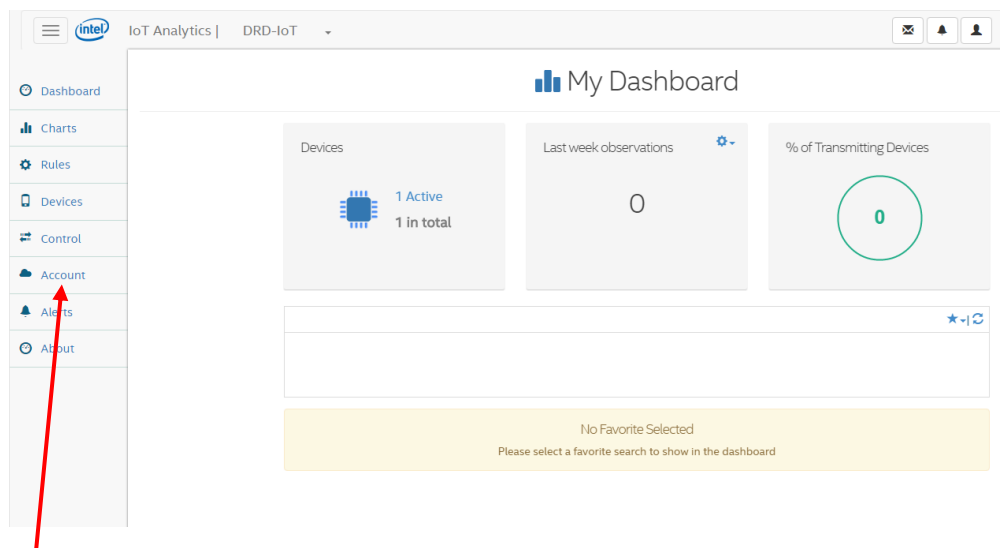 intel IoT Analytics | DRD-IoT
My Dashboard
Dashboard
Charts
Rules
Devices
Control
Account
Alerts
About
Devices
1 Active
1 in total
Last week observations
0
% of Transmitting Devices
0
No Favorite Selected
Please select a favorite search to show in the dashboard